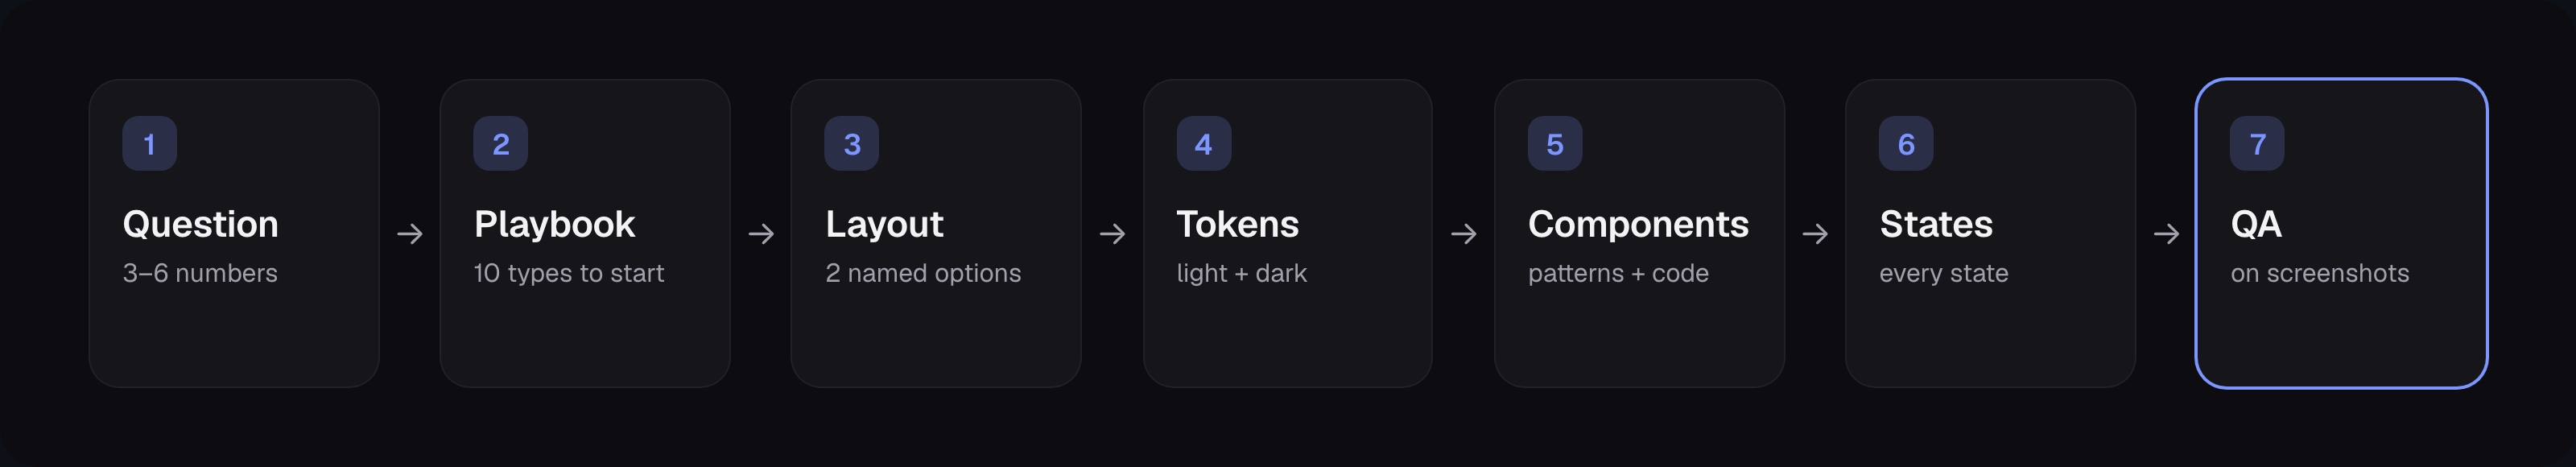 1
Question
3–6 numbers
→
2
Playbook
10 types to start
→
3
Layout
2 named options
→
4
Tokens
light + dark
→
5
Components
patterns + code
→
6
States
every state
→
7
QA
on screenshots